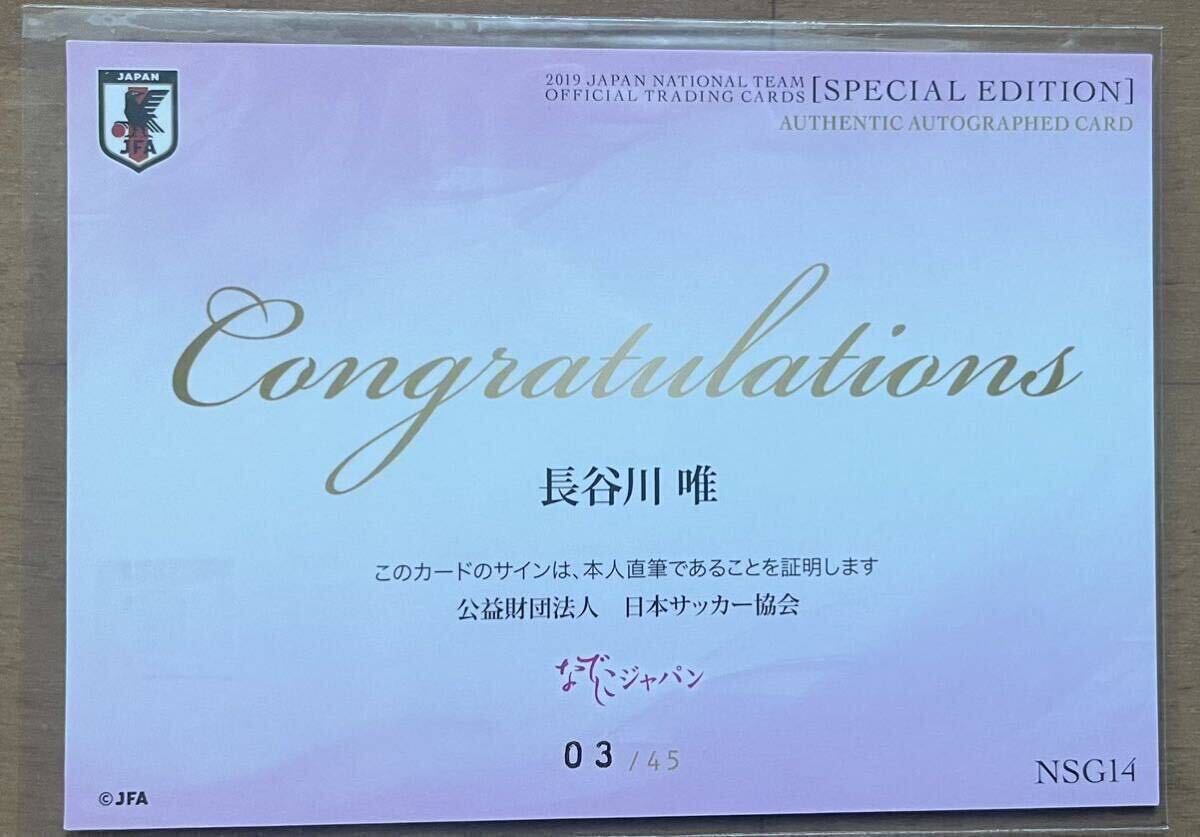 JAPAN
JFA
2019 JAPAN NATIONAL TEAM
OFFICIAL TRADING CARDS [SPECIAL EDITION]
AUTHENTIC AUTOGRAPHED CARD
Congratulations
長谷川 唯
このカードのサインは、本人直筆であることを証明します
公益財団法人 日本サッカー協会
なでしこジャパン
03 / 45
NSG14
©JFA